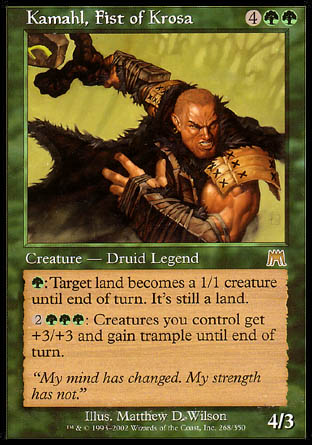 Kamahl, Fist of Krosa 4
Creature — Druid Legend
:Target land becomes a 1/1 creature
until end of turn. It's still a land.
2 : Creatures you control get
+3/+3 and gain trample until end of
turn.
"My mind has changed. My strength
has not."
Illus. Matthew D. Wilson
™ & © 1993-2002 Wizards of the Coast, Inc. 268/350
4/3